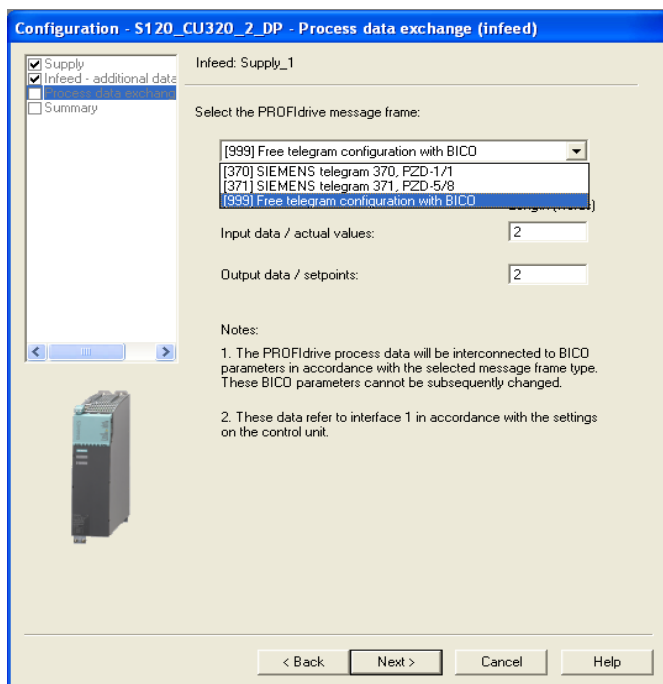 Configuration - S120_CU320_2_DP - Process data exchange (infeed)
Supply
Infeed - additional data
Process data exchang
Summary
Infeed: Supply_1
Select the PROFIdrive message frame:
[999] Free telegram configuration with BICO
[370] SIEMENS telegram 370, PZD-1/1
[371] SIEMENS telegram 371, PZD-5/8
[999] Free telegram configuration with BICO
Input data / actual values:
2
Output data / setpoints:
2
Notes:
1. The PROFIdrive process data will be interconnected to BICO
parameters in accordance with the selected message frame type.
These BICO parameters cannot be subsequently changed.
2. These data refer to interface 1 in accordance with the settings
on the control unit.
< Back
Next >
Cancel
Help